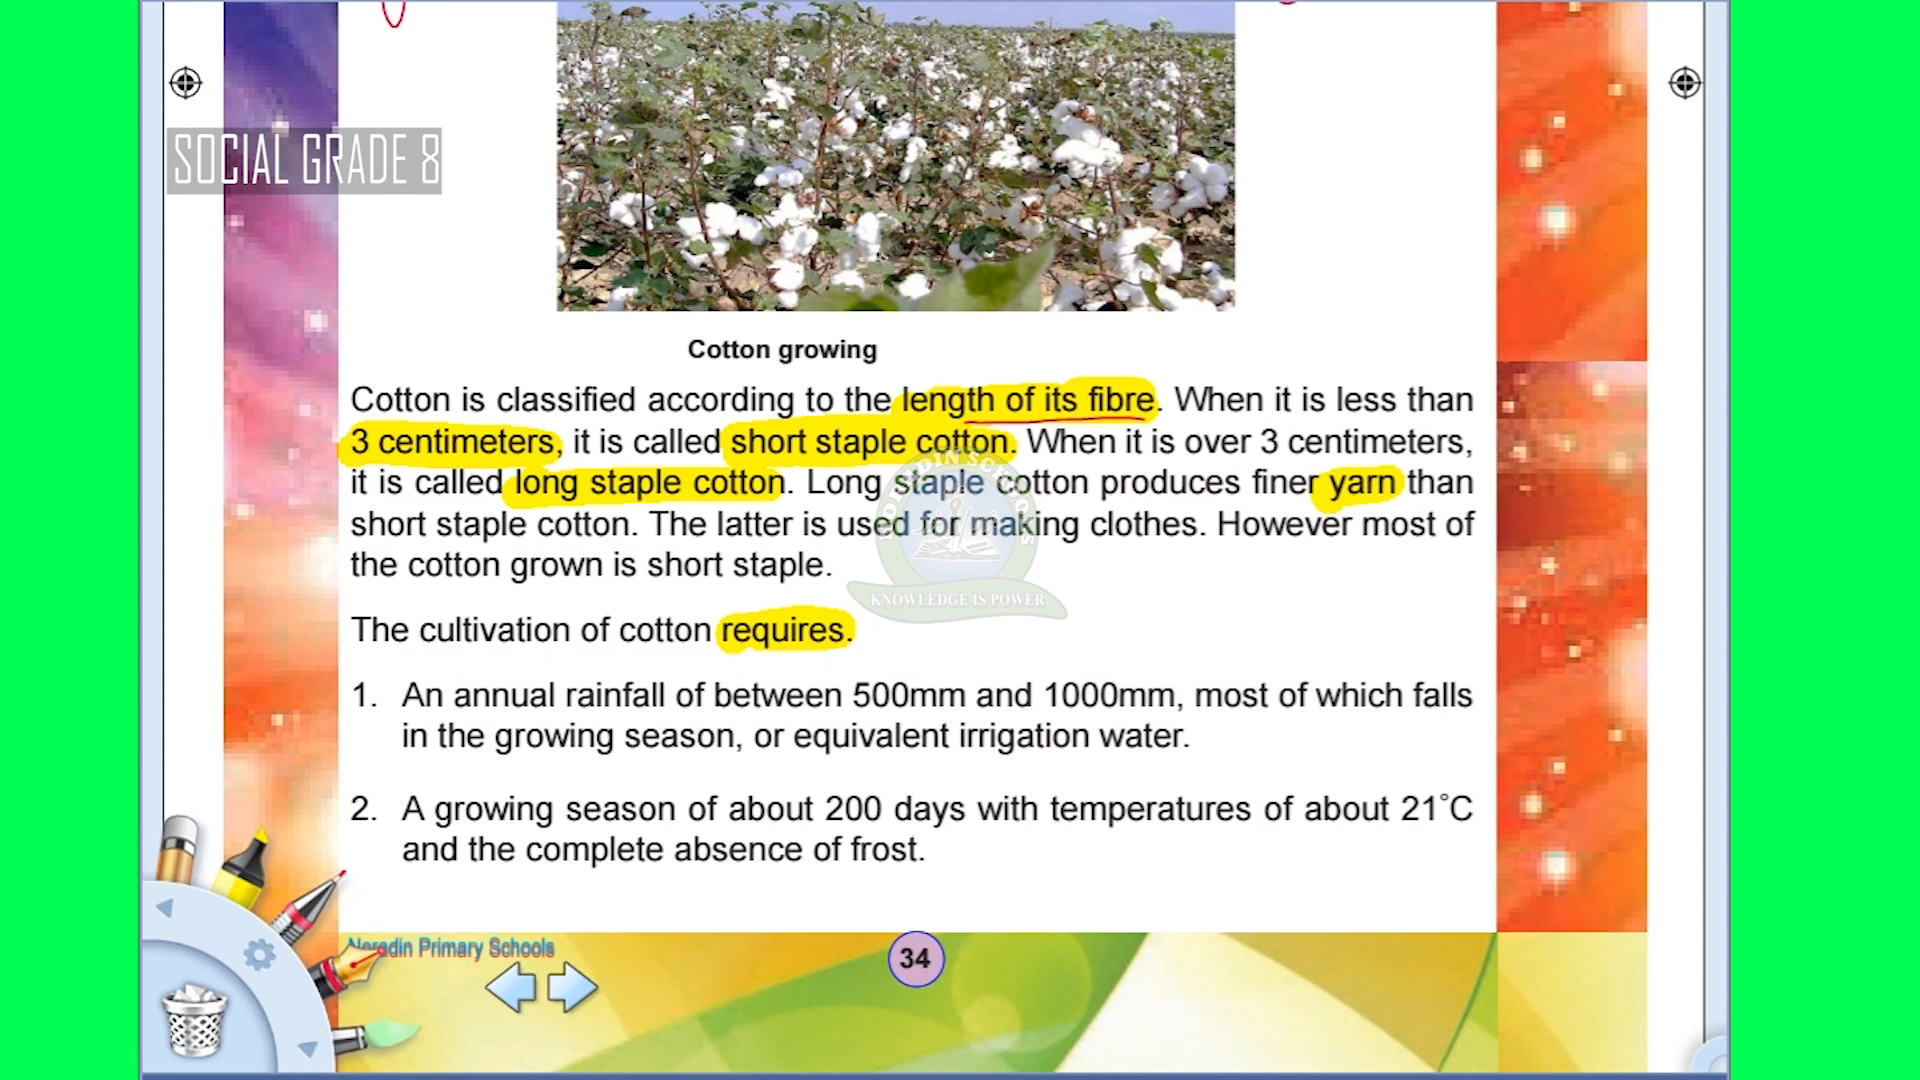 SOCIAL GRADE 8
Cotton growing
Cotton is classified according to the length of its fibre. When it is less than
3 centimeters, it is called short staple cotton. When it is over 3 centimeters,
it is called long staple cotton. Long staple cotton produces finer yarn than
short staple cotton. The latter is used for making clothes. However most of
the cotton grown is short staple.
NORADIN SCHOOLS
KNOWLEDGE IS POWER
The cultivation of cotton requires.
1. An annual rainfall of between 500mm and 1000mm, most of which falls
in the growing season, or equivalent irrigation water.
2. A growing season of about 200 days with temperatures of about 21°C
and the complete absence of frost.
Noradin Primary Schools
34